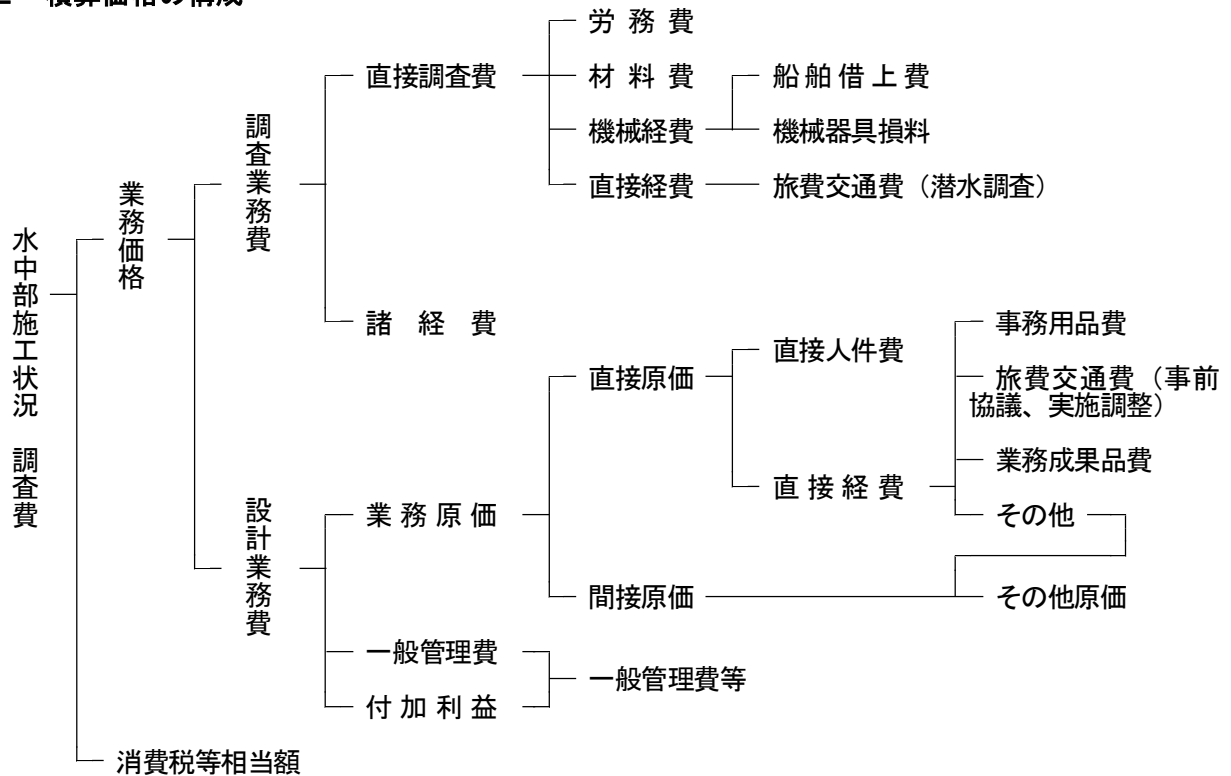 積算価格の構成
労務費
直接調査費
材料費
船舶借上費
機械経費
機械器具損料
調査業務費
直接経費
旅費交通費（潜水調査）
業務価格
水中部施工状況 調査費
諸経費
事務用品費
直接人件費
直接原価
旅費交通費（事前
協議、実施調整）
業務成果品費
直接経費
設計業務費
業務原価
その他
間接原価
その他原価
一般管理費
一般管理費等
付加利益
消費税等相当額